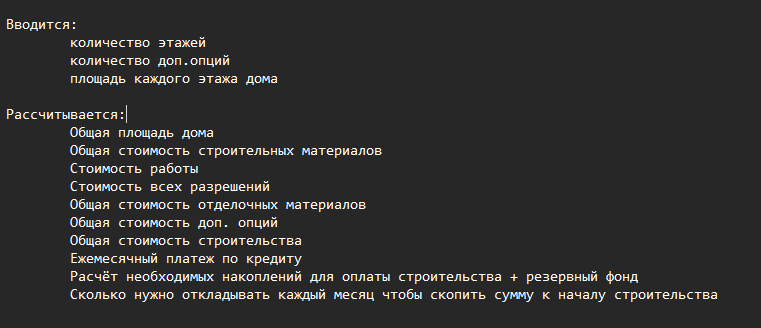 Вводится:
количество этажей
количество доп.опций
площадь каждого этажа дома
Рассчитывается:
Общая площадь дома
Общая стоимость строительных материалов
Стоимость работы
Стоимость всех разрешений
Общая стоимость отделочных материалов
Общая стоимость доп. опций
Общая стоимость строительства
Ежемесячный платеж по кредиту
Расчёт необходимых накоплений для оплаты строительства + резервный фонд
Сколько нужно откладывать каждый месяц чтобы скопить сумму к началу строительства